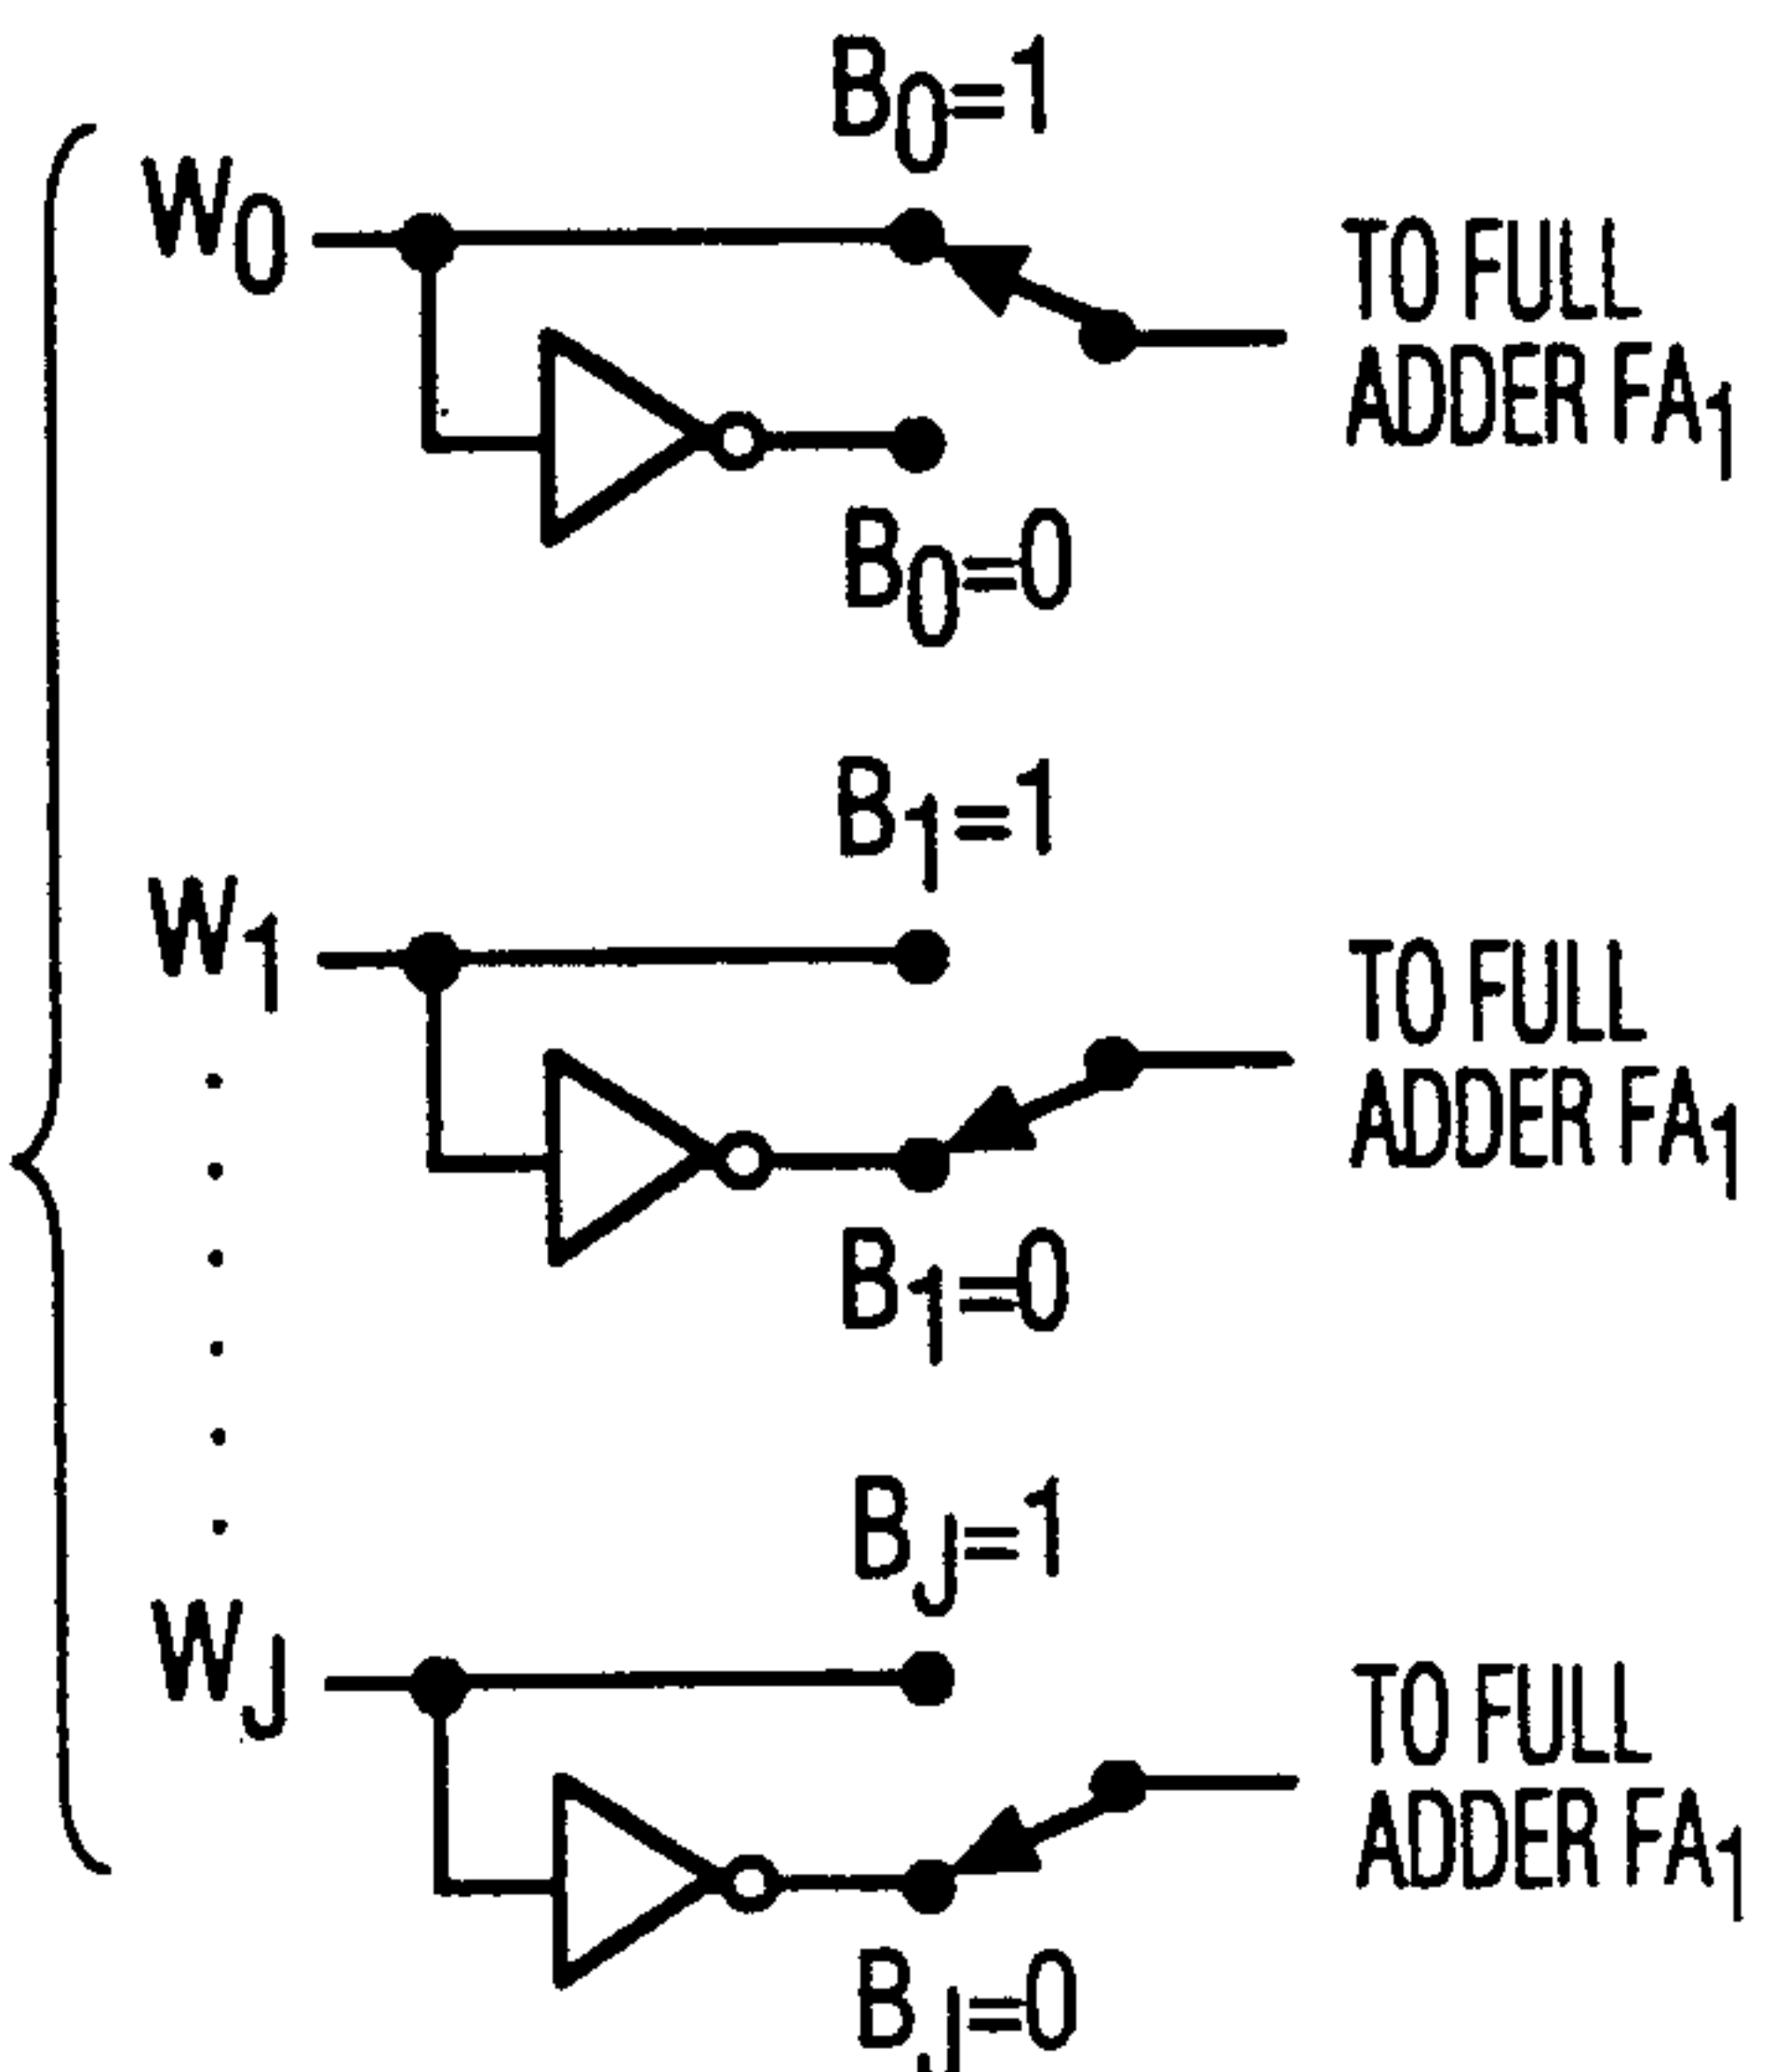 B0=1
W0
TO FULL
ADDER FA1
B0=0
B1=1
W1
TO FULL
ADDER FA1
B1=0
BJ=1
WJ
TO FULL
ADDER FA1
BJ=0